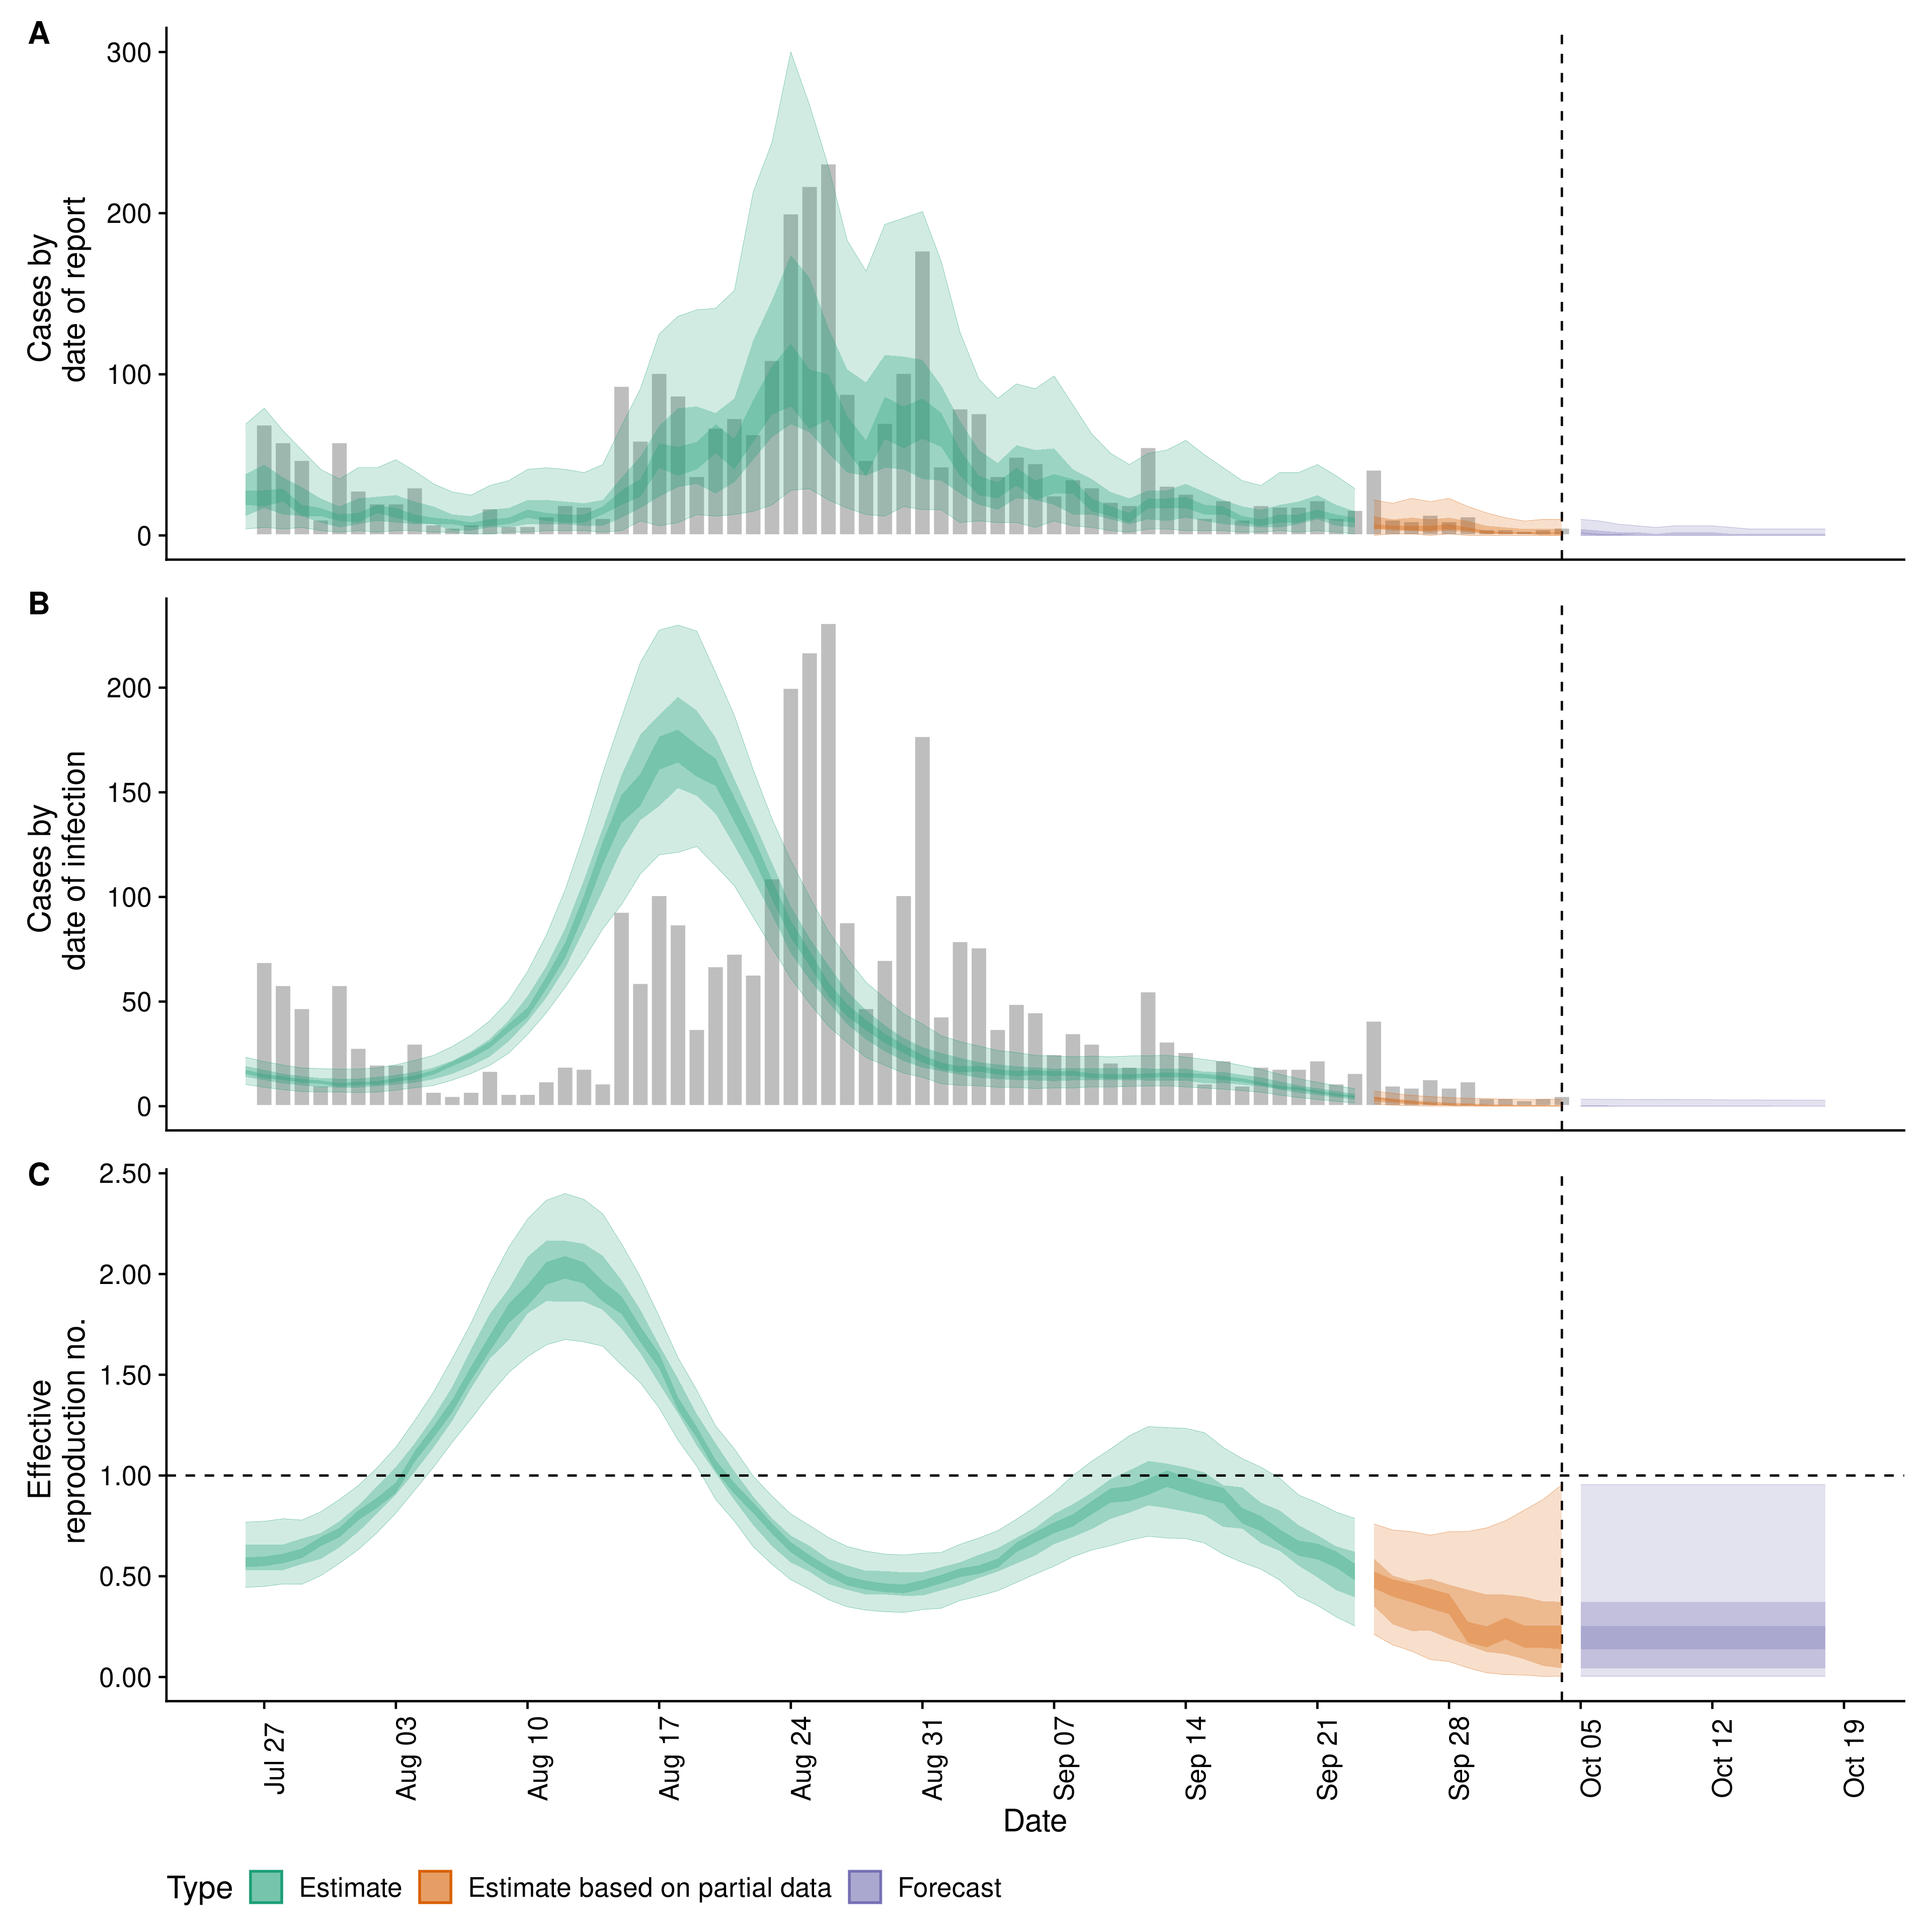 A
Cases by
date of report
300
200
100
0
B
Cases by
date of infection
200
150
100
50
0
C
Effective
reproduction no.
2.50
2.00
1.50
1.00
0.50
0.00
Jul 27
Aug 03
Aug 10
Aug 17
Aug 24
Aug 31
Sep 07
Sep 14
Sep 21
Sep 28
Oct 05
Oct 12
Oct 19
Date
Type Estimate Estimate based on partial data Forecast